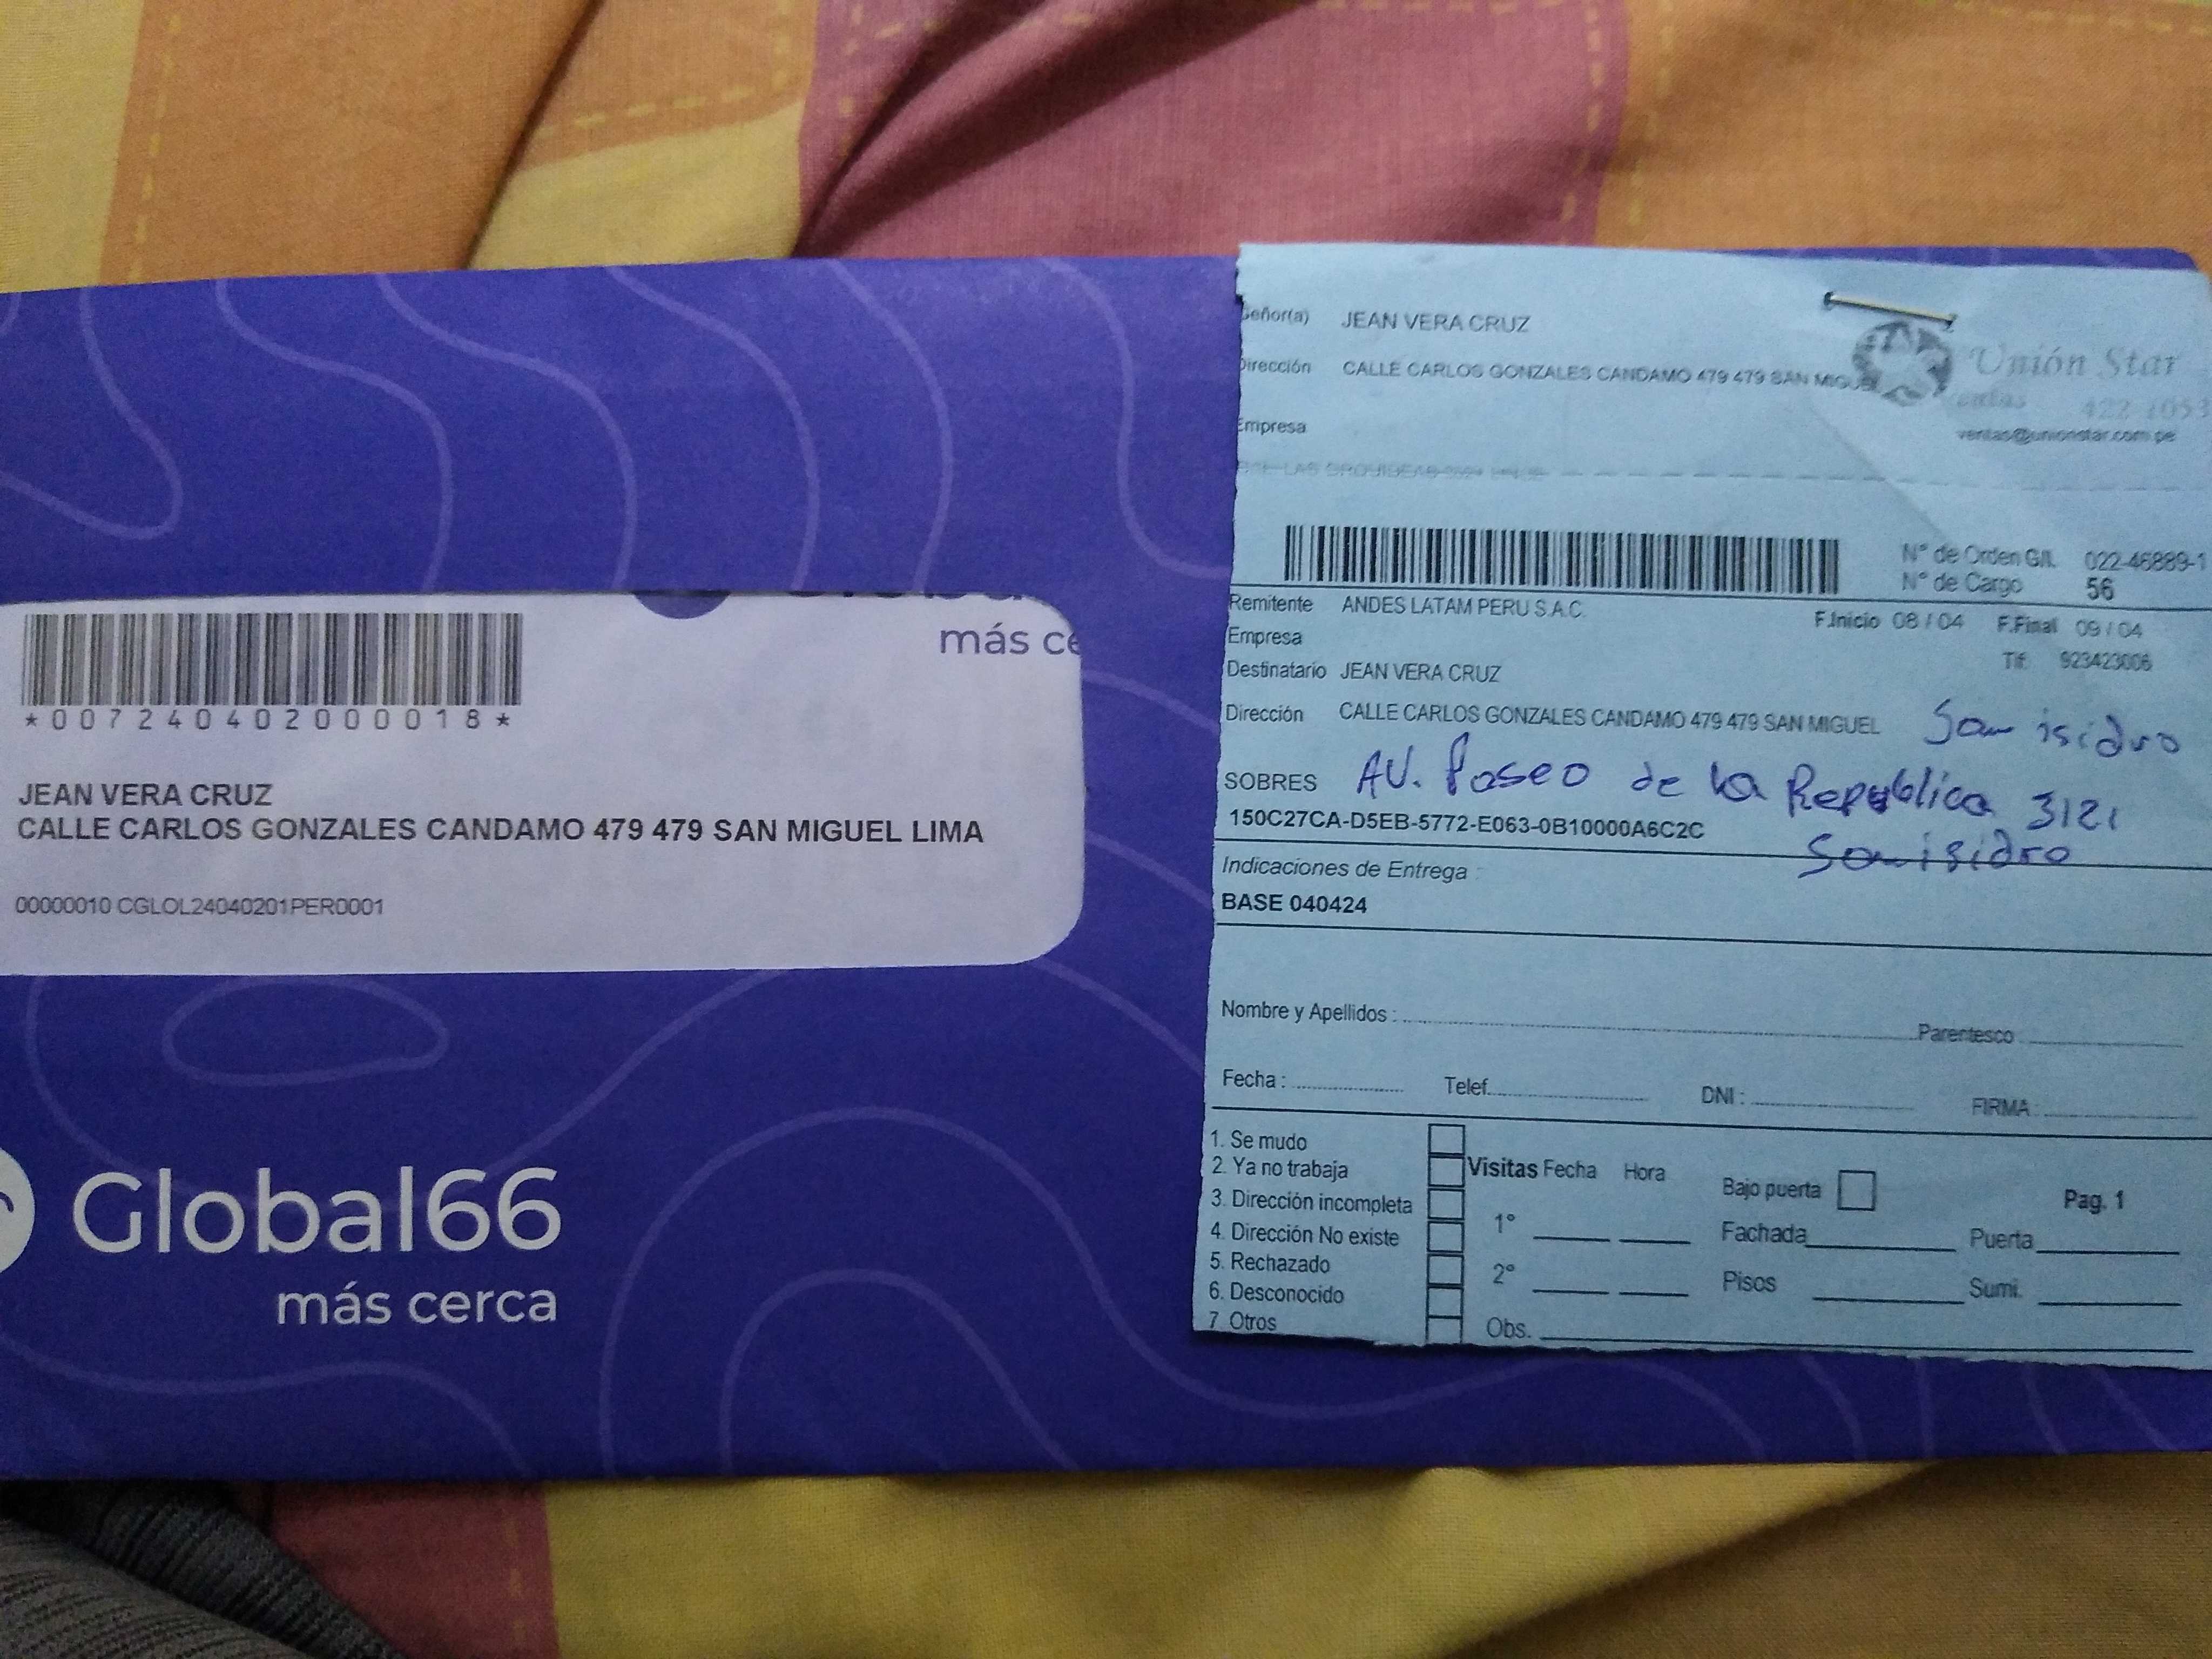 más ce
*007240402000018*
JEAN VERA CRUZ
CALLE CARLOS GONZALES CANDAMO 479 479 SAN MIGUEL LIMA
00000010 CGLOL24040201PER0001
Global66
más cerca
Señor(a) JEAN VERA CRUZ
Dirección CALLE CARLOS GONZALES CANDAMO 479 479 SAN MIGUEL
Unión Star
ventas 422-1053
ventas@unionstar.com.pe
Empresa
N° de Orden G/l. 022-46889-1
N° de Cargo 56
Remitente ANDES LATAM PERU S.A.C.
F.Inicio 08 / 04 F.Final 09 / 04
Empresa
Tlf. 923423006
Destinatario JEAN VERA CRUZ
Dirección CALLE CARLOS GONZALES CANDAMO 479 479 SAN MIGUEL San isidro
SOBRES AV. Paseo de la Republica 3121
150C27CA-D5EB-5772-E063-0B10000A6C2C
San isidro
Indicaciones de Entrega :
BASE 040424
Nombre y Apellidos : Parentesco
Fecha : Telef. DNI : FIRMA :
1. Se mudo
2. Ya no trabaja
3. Dirección incompleta
4. Dirección No existe
5. Rechazado
6. Desconocido
7. Otros
Visitas Fecha Hora
1°
2°
Obs.
Bajo puerta Pag. 1
Fachada Puerta
Pisos Sumi.